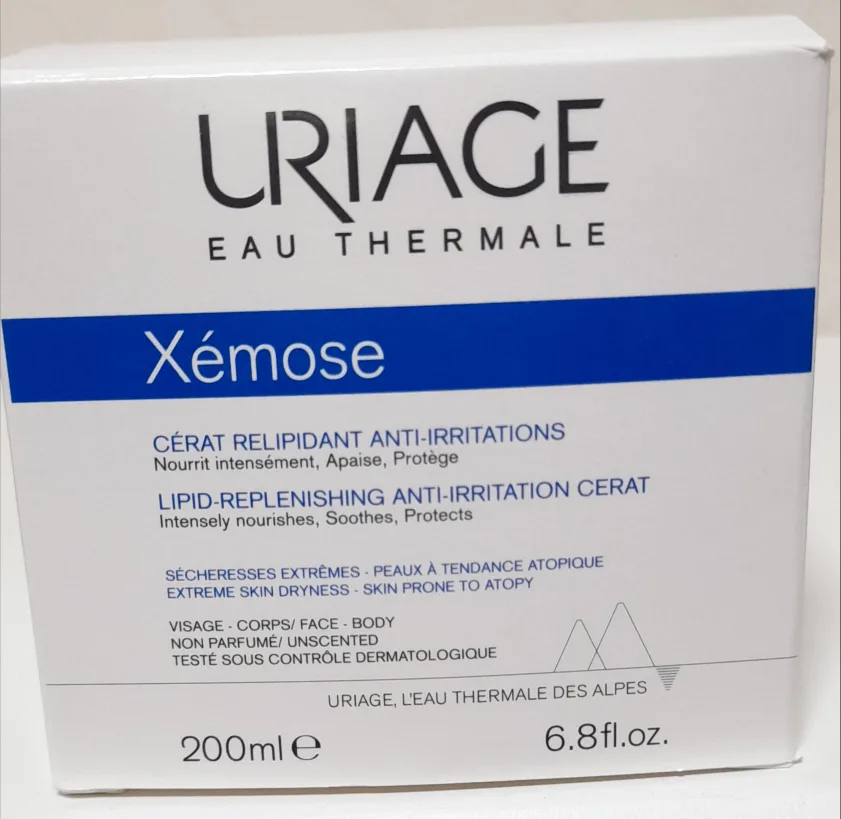 URIAGE
EAU THERMALE
Xémose
CÉRAT RELIPIDANT ANTI-IRRITATIONS
Nourrit intensément, Apaise, Protège
LIPID-REPLENISHING ANTI-IRRITATION CERAT
Intensely nourishes, Soothes, Protects
SÉCHERESSES EXTRÊMES - PEAUX À TENDANCE ATOPIQUE
EXTREME SKIN DRYNESS - SKIN PRONE TO ATOPY
VISAGE - CORPS/ FACE - BODY
NON PARFUMÉ/ UNSCENTED
TESTÉ SOUS CONTRÔLE DERMATOLOGIQUE
URIAGE, L'EAU THERMALE DES ALPES
200ml e 6.8fl.oz.